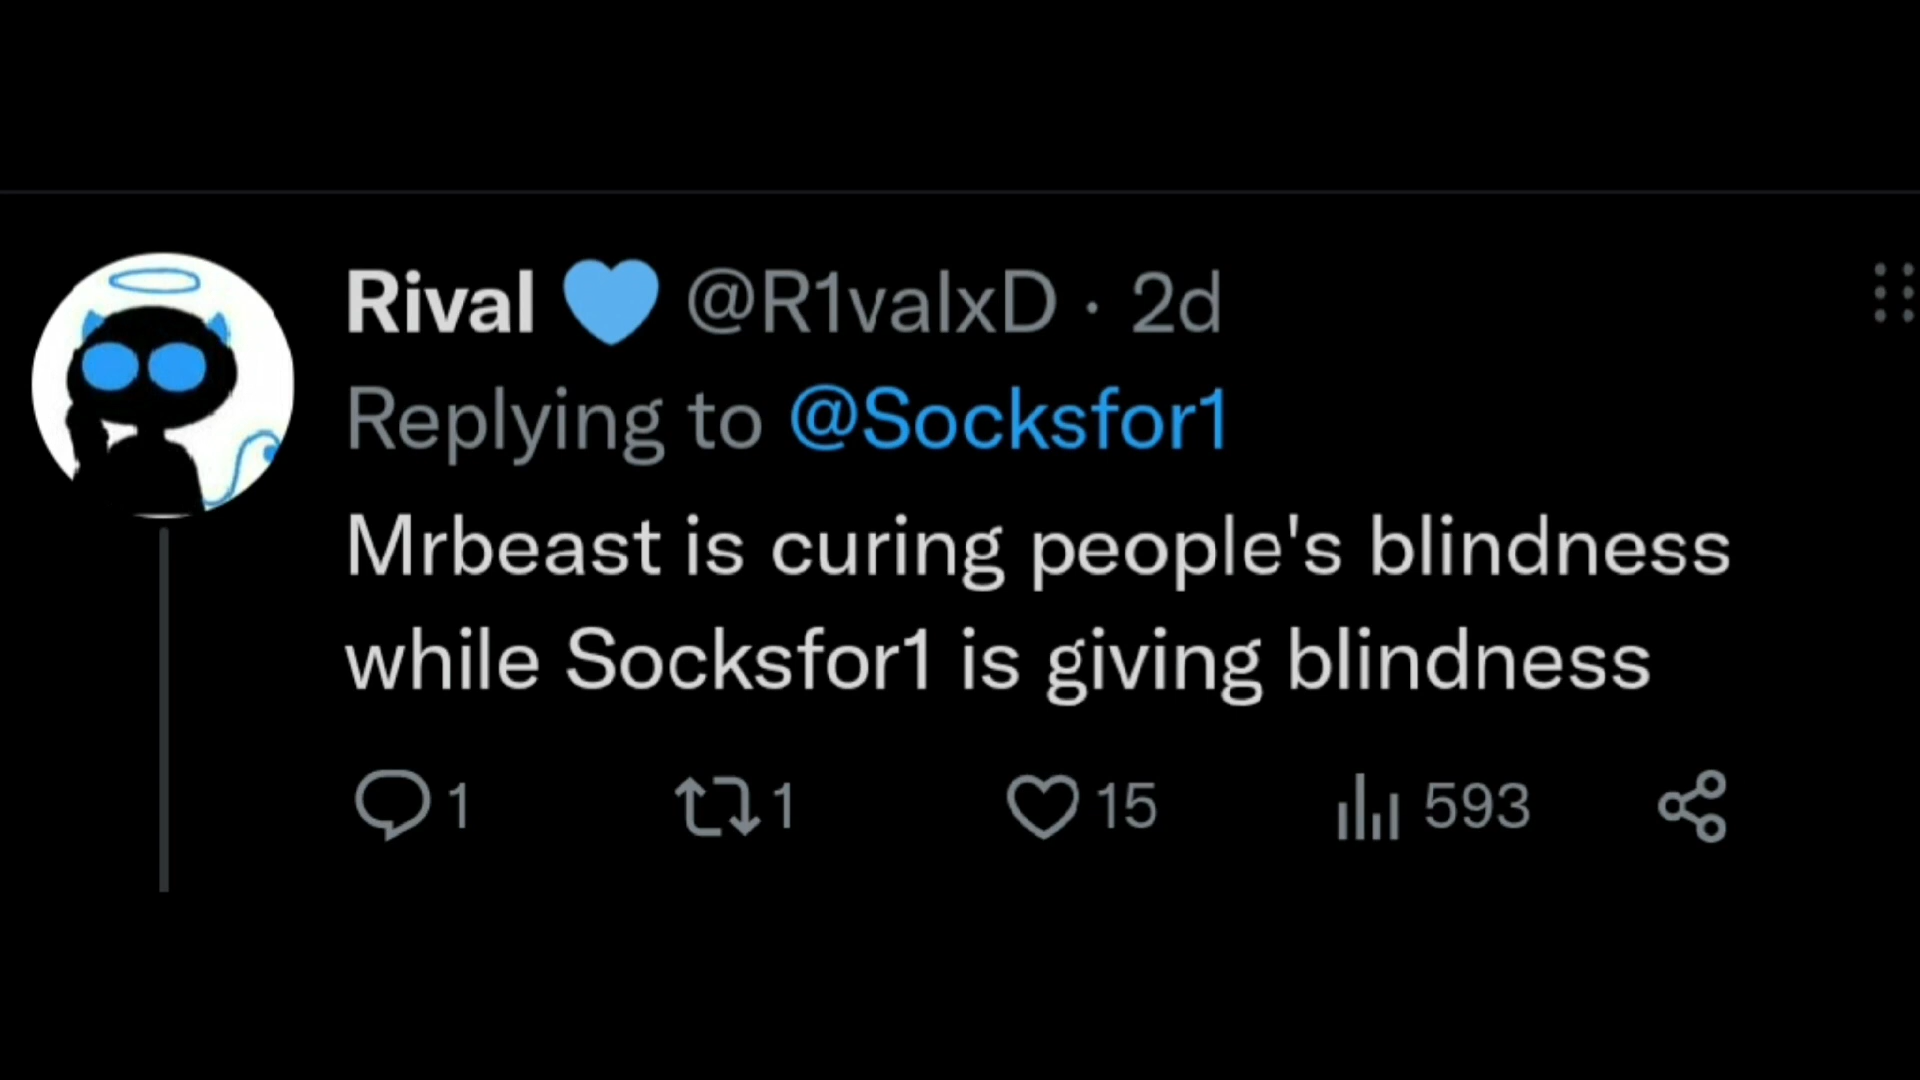 Rival 💙 @R1valxD · 2d
Replying to @Socksfor1
Mrbeast is curing people's blindness
while Socksfor1 is giving blindness
1 1 15 593